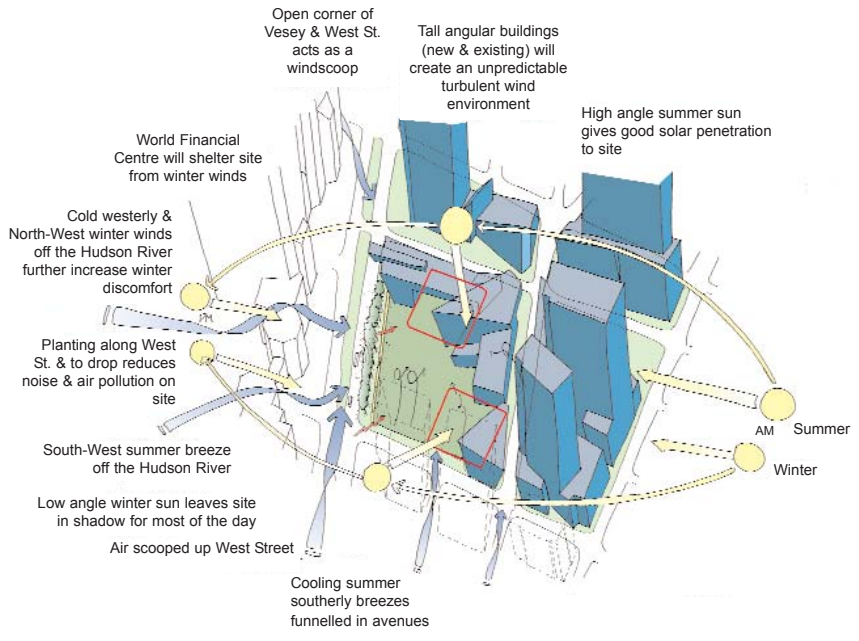 Open corner of
Vesey & West St.
acts as a
windscoop
Tall angular buildings
(new & existing) will
create an unpredictable
turbulent wind
environment
High angle summer sun
gives good solar penetration
to site
World Financial
Centre will shelter site
from winter winds
Cold westerly &
North-West winter winds
off the Hudson River
further increase winter
discomfort
PM
Planting along West
St. & to drop reduces
noise & air pollution on
site
South-West summer breeze
off the Hudson River
Low angle winter sun leaves site
in shadow for most of the day
Air scooped up West Street
Cooling summer
southerly breezes
funnelled in avenues
AM Summer
Winter